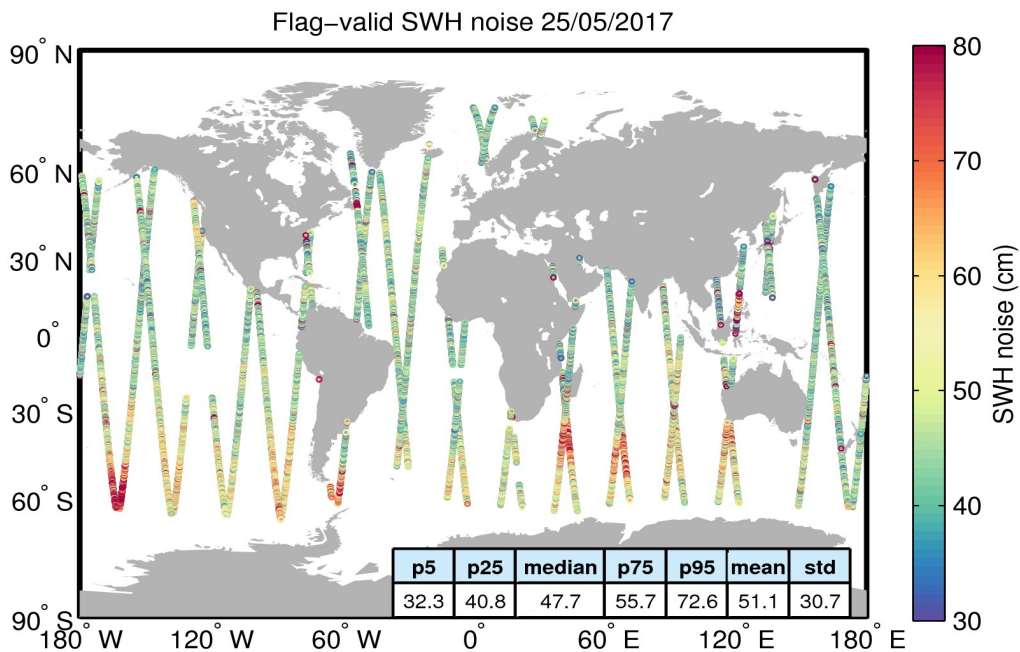 Flag−valid SWH noise 25/05/2017
90° N
60° N
30° N
0°
30° S
60° S
90° S
180° W
120° W
60° W
0°
60° E
120° E
180° E
p5 p25 median p75 p95 mean std
32.3 40.8 47.7 55.7 72.6 51.1 30.7
80
70
60
50
40
30
SWH noise (cm)